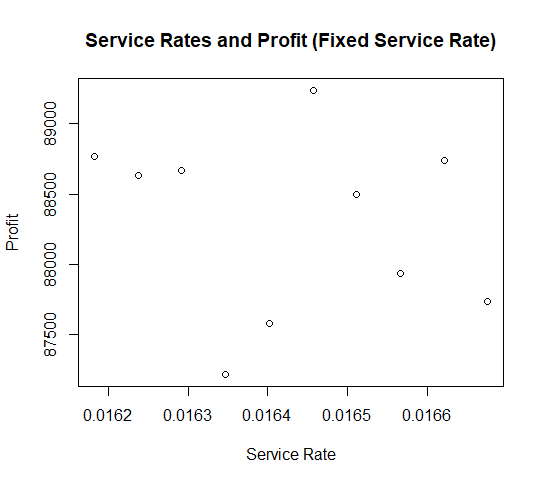 Service Rates and Profit (Fixed Service Rate)
Profit
89000
88500
88000
87500
0.0162 0.0163 0.0164 0.0165 0.0166
Service Rate